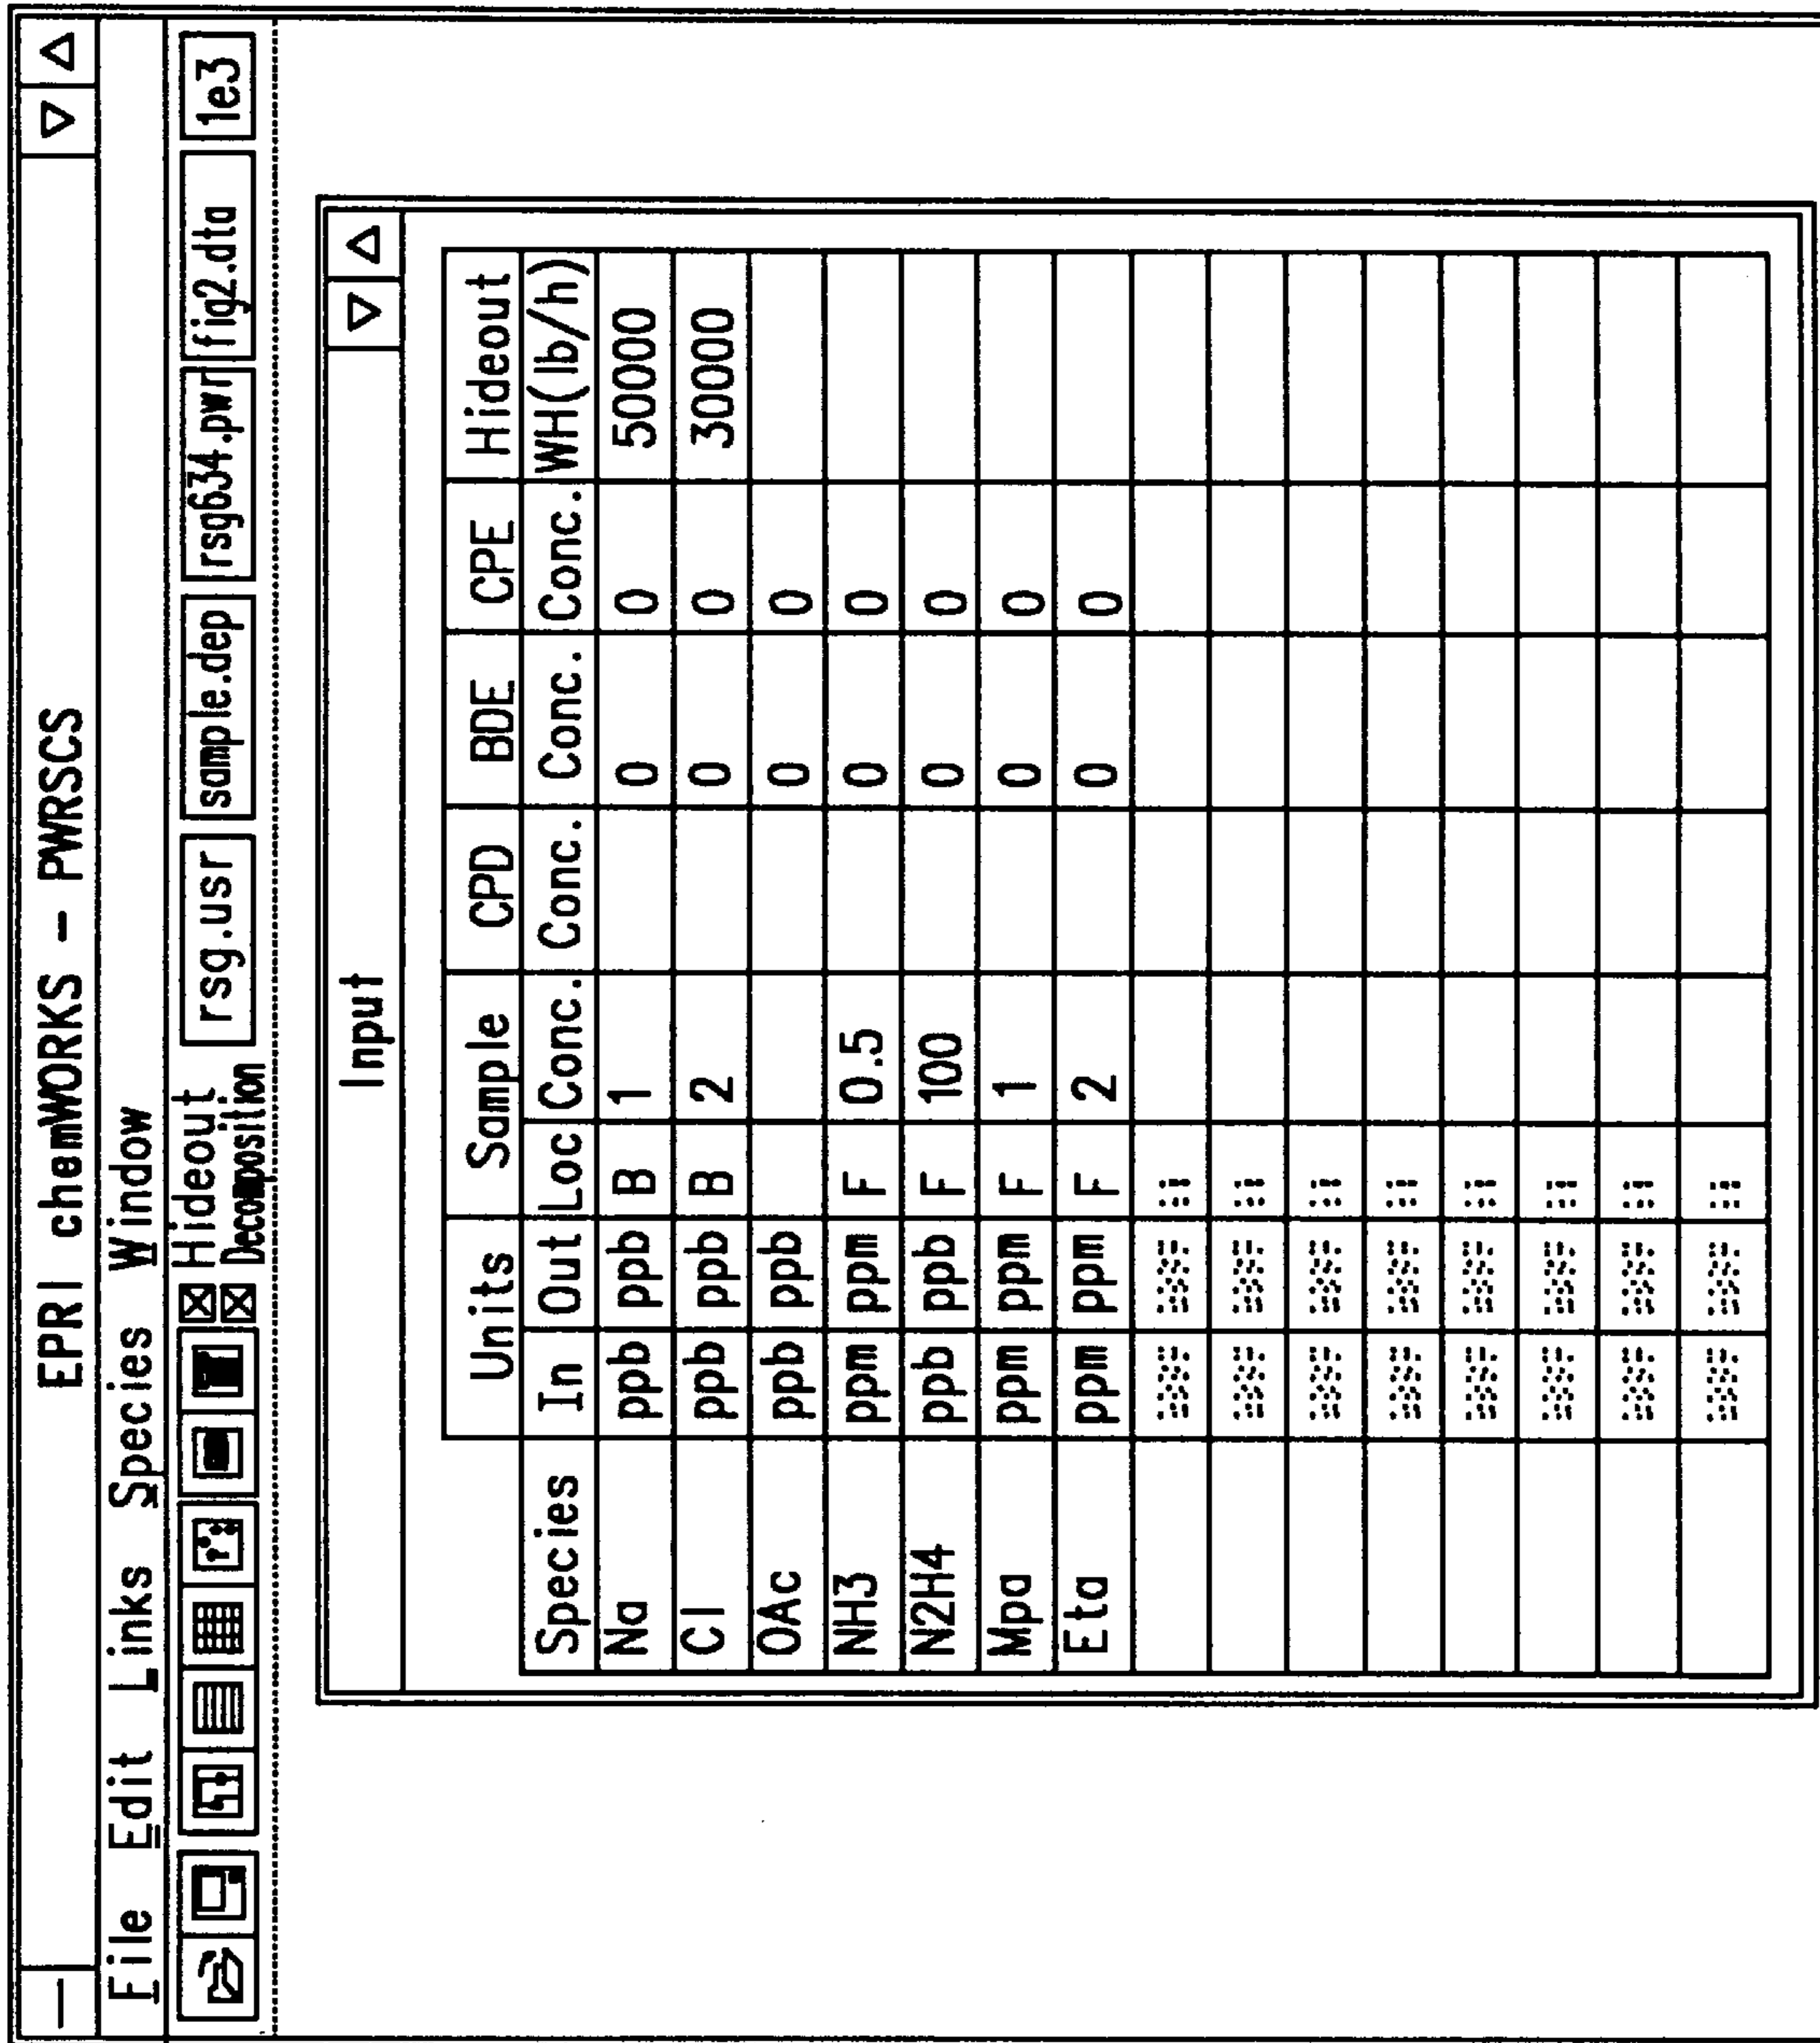 EPRI chemWORKS - PWRSCS
File Edit Links Species Window
Hideout
Decomposition
rsg.usr sample.dep rsg634.pwr fig2.dta 1e3
Input
Units Sample CPD BDE CPE Hideout
Species In Out Loc Conc. Conc. Conc. Conc. WH(lb/h)
Na ppb ppb B 1 0 0 50000
Cl ppb ppb B 2 0 0 30000
OAc ppb ppb 0 0
NH3 ppm ppm F 0.5 0 0
N2H4 ppb ppb F 100 0 0
Mpa ppm ppm F 1 0 0
Eta ppm ppm F 2 0 0